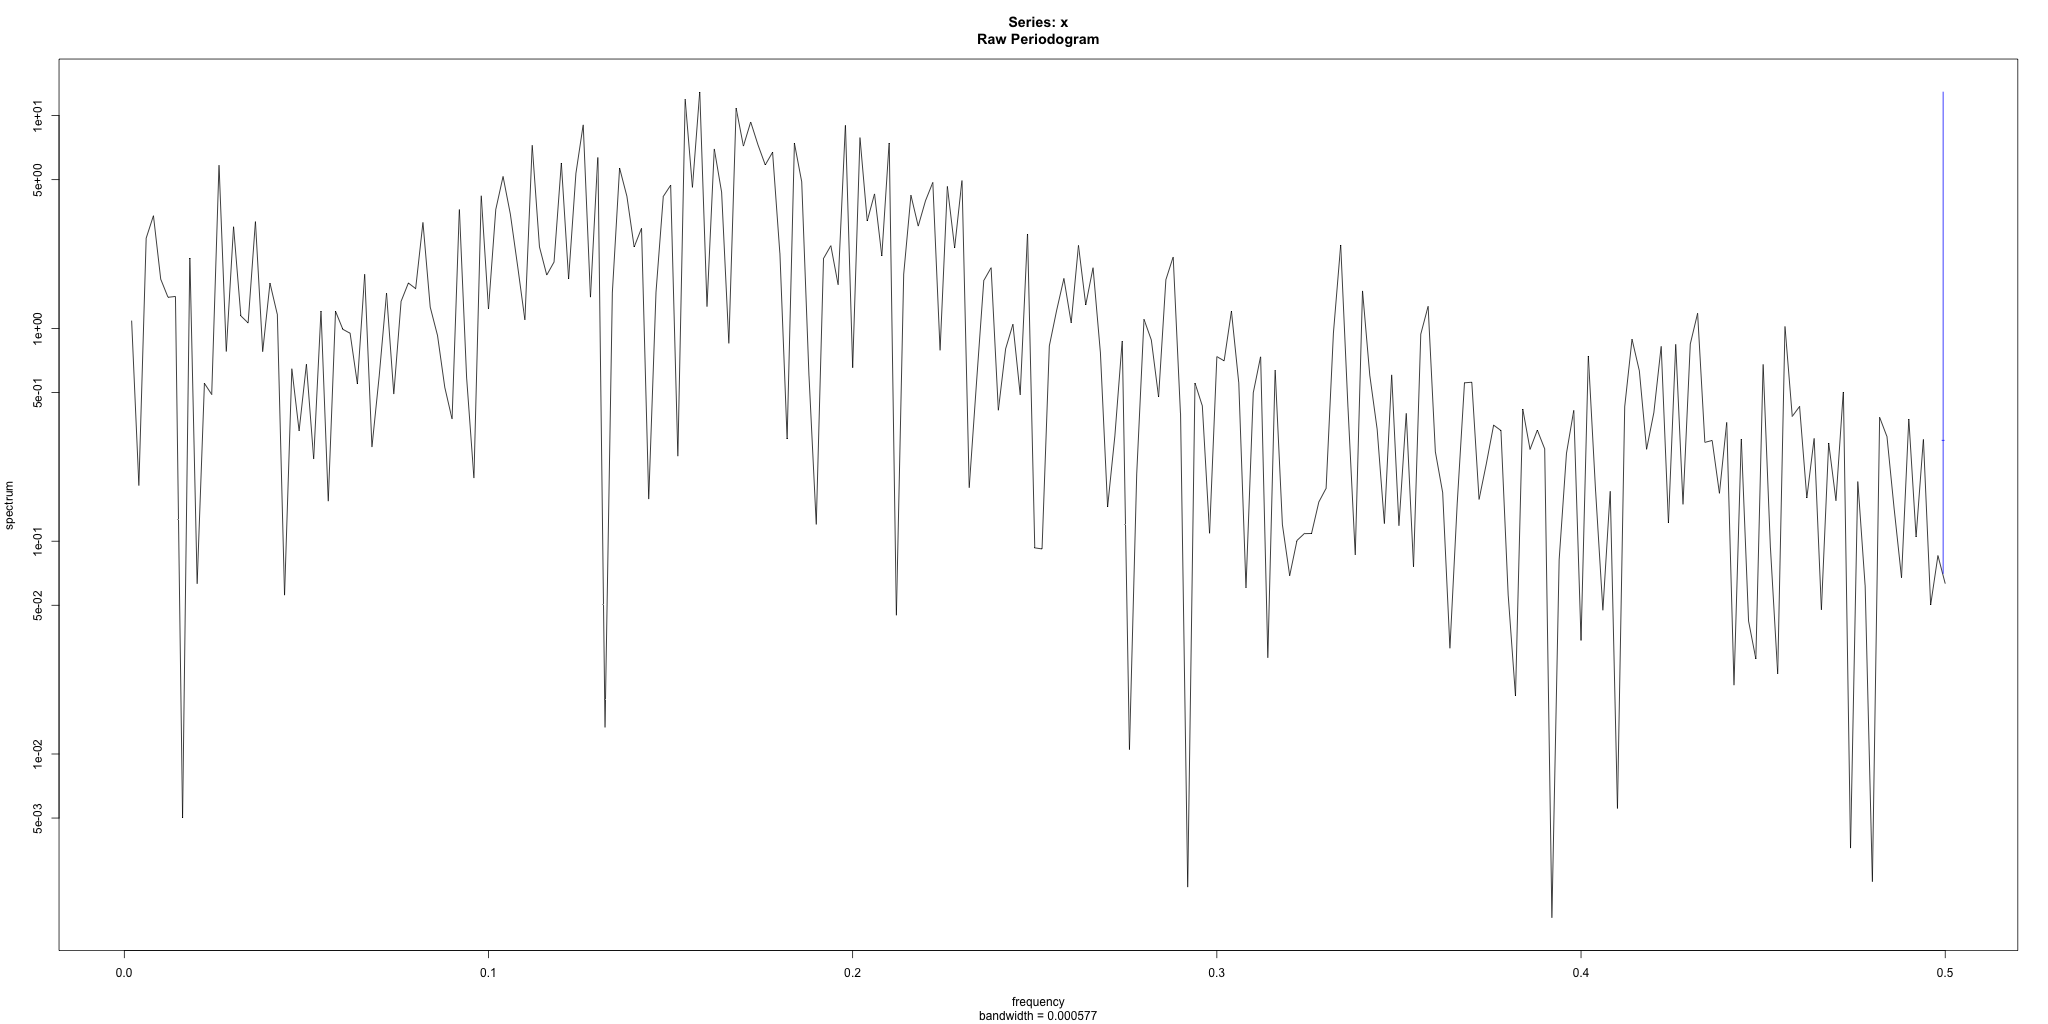 Series: x
Raw Periodogram
spectrum
1e+01
5e+00
1e+00
5e-01
1e-01
5e-02
1e-02
5e-03
0.0 0.1 0.2 0.3 0.4 0.5
frequency
bandwidth = 0.000577